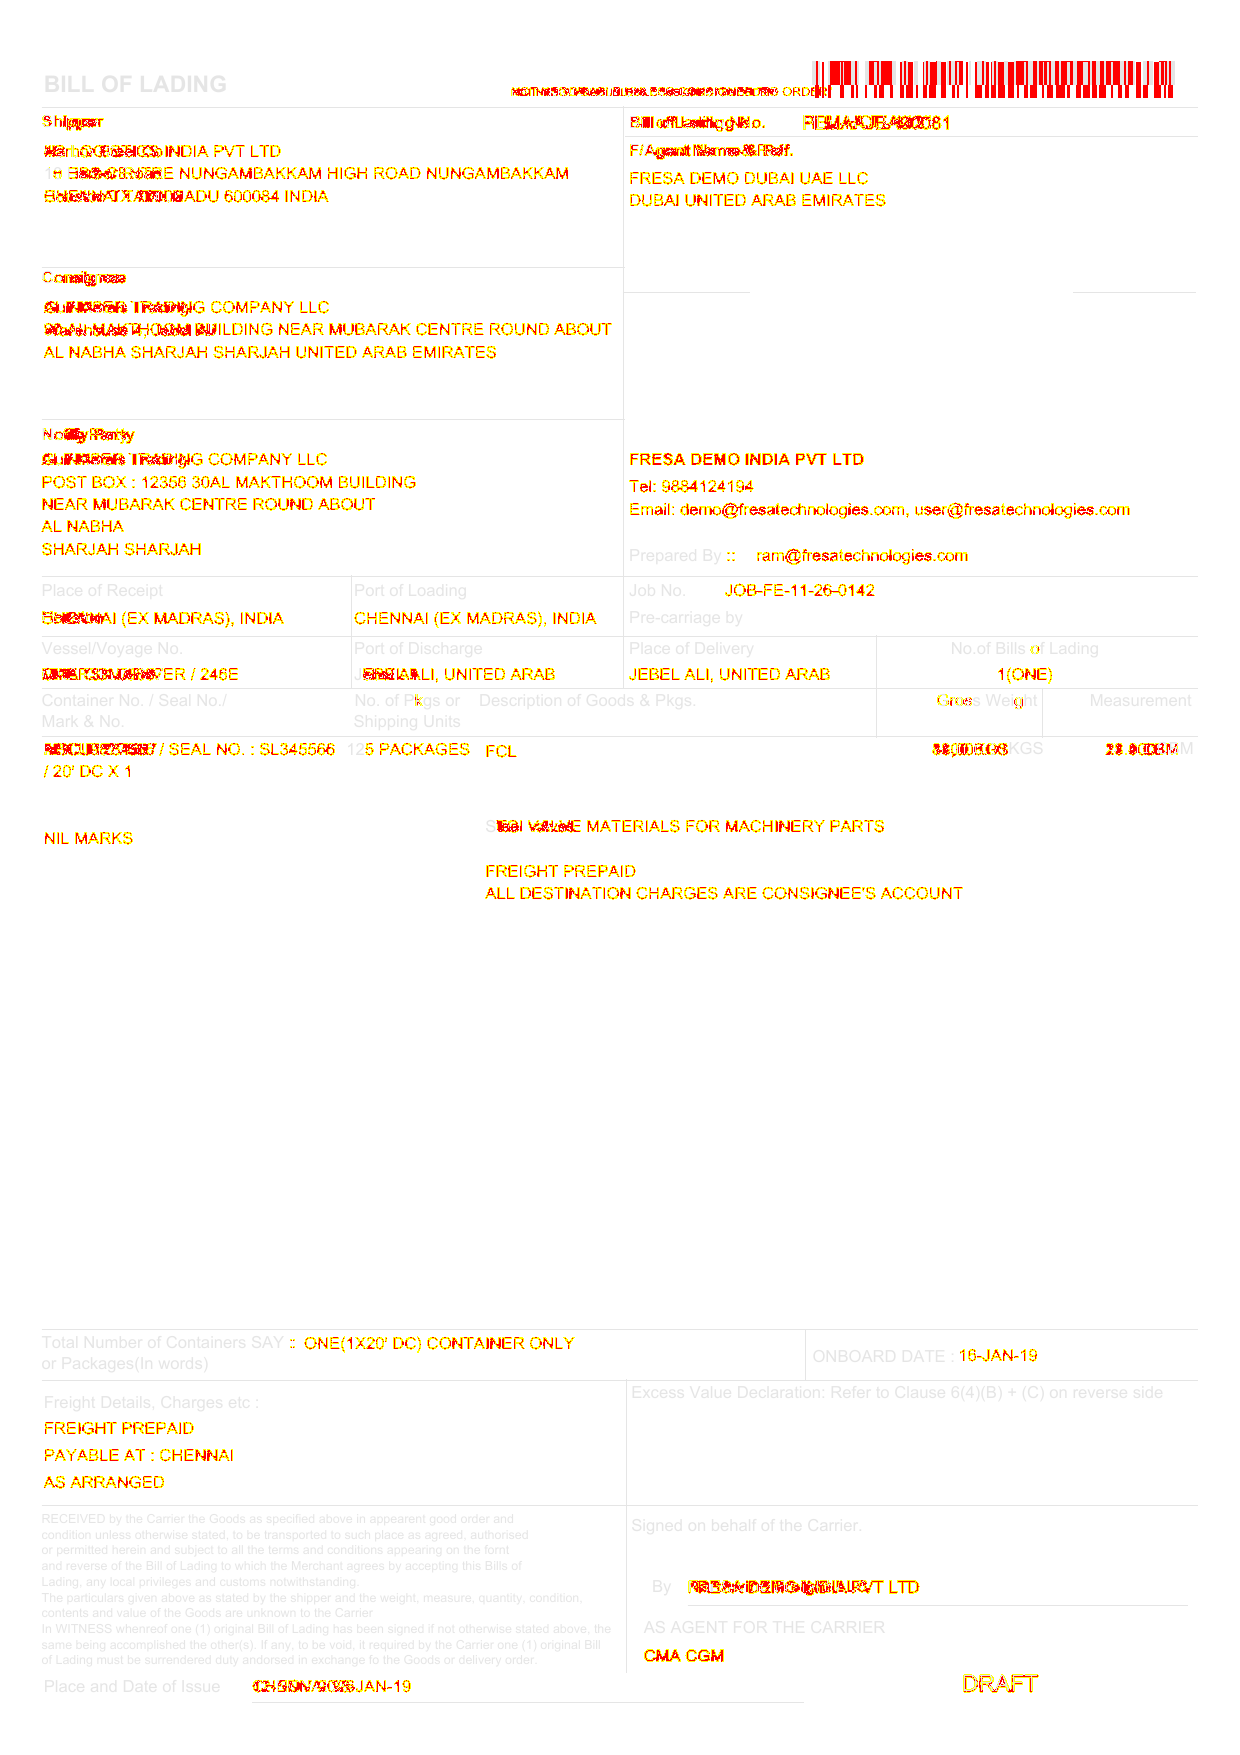 BILL OF LADING
Shipper
Bill of Lading No.
INDIA PVT LTD
F/Agent Name & Ref.
NUNGAMBAKKAM HIGH ROAD NUNGAMBAKKAM
FRESA DEMO DUBAI UAE LLC
600084 INDIA
DUBAI UNITED ARAB EMIRATES
Consignee
TRADING COMPANY LLC
BUILDING NEAR MUBARAK CENTRE ROUND ABOUT
AL NABHA SHARJAH SHARJAH UNITED ARAB EMIRATES
Notify Party
TRADING COMPANY LLC
FRESA DEMO INDIA PVT LTD
POST BOX : 12356 30AL MAKTHOOM BUILDING
Tel: 9884124194
NEAR MUBARAK CENTRE ROUND ABOUT
Email: demo@fresatechnologies.com, user@fresatechnologies.com
AL NABHA
SHARJAH SHARJAH
Prepared By :: ram@fresatechnologies.com
Place of Receipt
Port of Loading
Job No. JOB-FE-11-26-0142
CHENNAI (EX MADRAS), INDIA
CHENNAI (EX MADRAS), INDIA
Pre-carriage by
Vessel/Voyage No.
Port of Discharge
Place of Delivery
No.of Bills of Lading
/ 246E
JEBEL ALI, UNITED ARAB
JEBEL ALI, UNITED ARAB
1(ONE)
Container No. / Seal No./
No. of Pkgs or
Description of Goods & Pkgs.
Gross Weight
Measurement
Mark & No.
Shipping Units
/ SEAL NO. : SL345566
PACKAGES
FCL
KGS
/ 20' DC X 1
VALVE MATERIALS FOR MACHINERY PARTS
NIL MARKS
FREIGHT PREPAID
ALL DESTINATION CHARGES ARE CONSIGNEE'S ACCOUNT
Total Number of Containers SAY :: ONE(1X20' DC) CONTAINER ONLY
or Packages(In words)
ONBOARD DATE : 16-JAN-19
Freight Details, Charges etc :
Excess Value Declaration: Refer to Clause 6(4)(B) + (C) on reverse side
FREIGHT PREPAID
PAYABLE AT : CHENNAI
AS ARRANGED
RECEIVED by the Carrier the Goods as specified above in appearent good order and
condition unless otherwise stated, to be transported to such place as agreed, authorised
or permitted herein and subject to all the terms and conditions appearing on the fornt
and reverse of the Bill of Lading to which the Merchant agrees by accepting this Bills of
Lading, any local privileges and customs notwithstanding.
The particulars given above as stated by the shipper and the weight, measure, quantity, condition,
contents and value of the Goods are unknown to the Carrier
In WITNESS whenreof one (1) original Bill of Lading has been signed if not otherwise stated above, the
same being accomplished the other(s). If any, to be void, it required by the Carrier one (1) original Bill
of Lading must be surrendered duty andorsed in exchange fo the Goods or delivery order.
Signed on behalf of the Carrier.
By PVT LTD
AS AGENT FOR THE CARRIER
CMA CGM
Place and Date of Issue
DRAFT